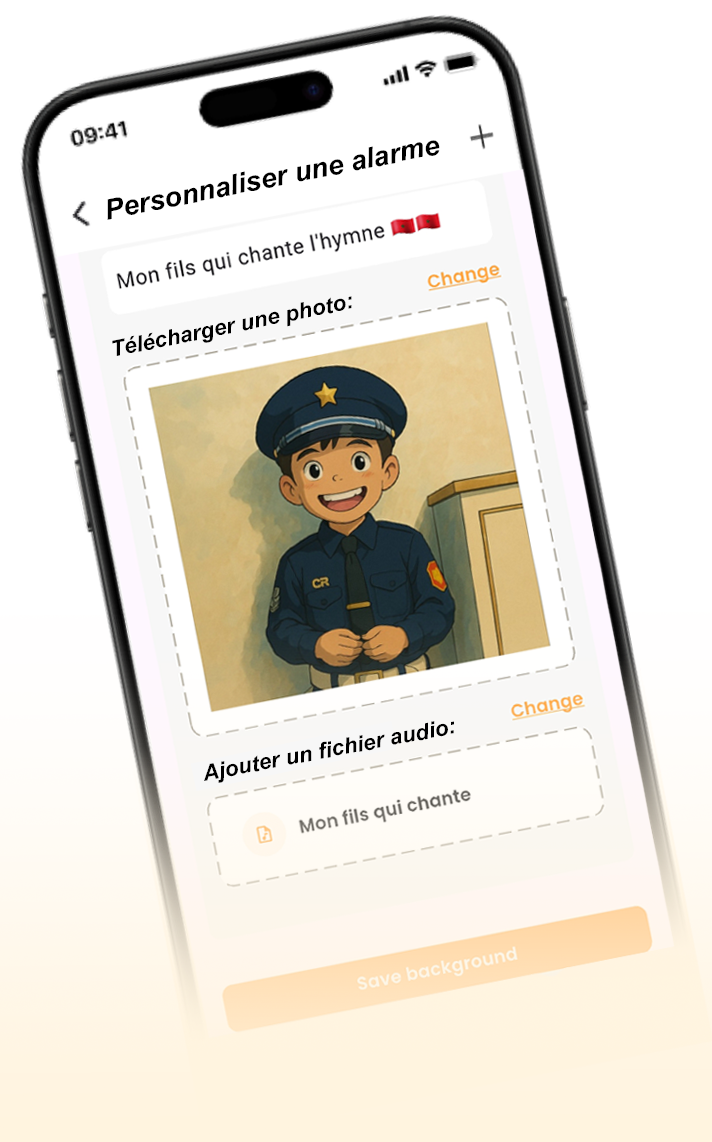 09:41
Personnaliser une alarme
Mon fils qui chante l'hymne 🇲🇦🇲🇦
Change
Télécharger une photo:
CR
Change
Ajouter un fichier audio:
Mon fils qui chante
Save background